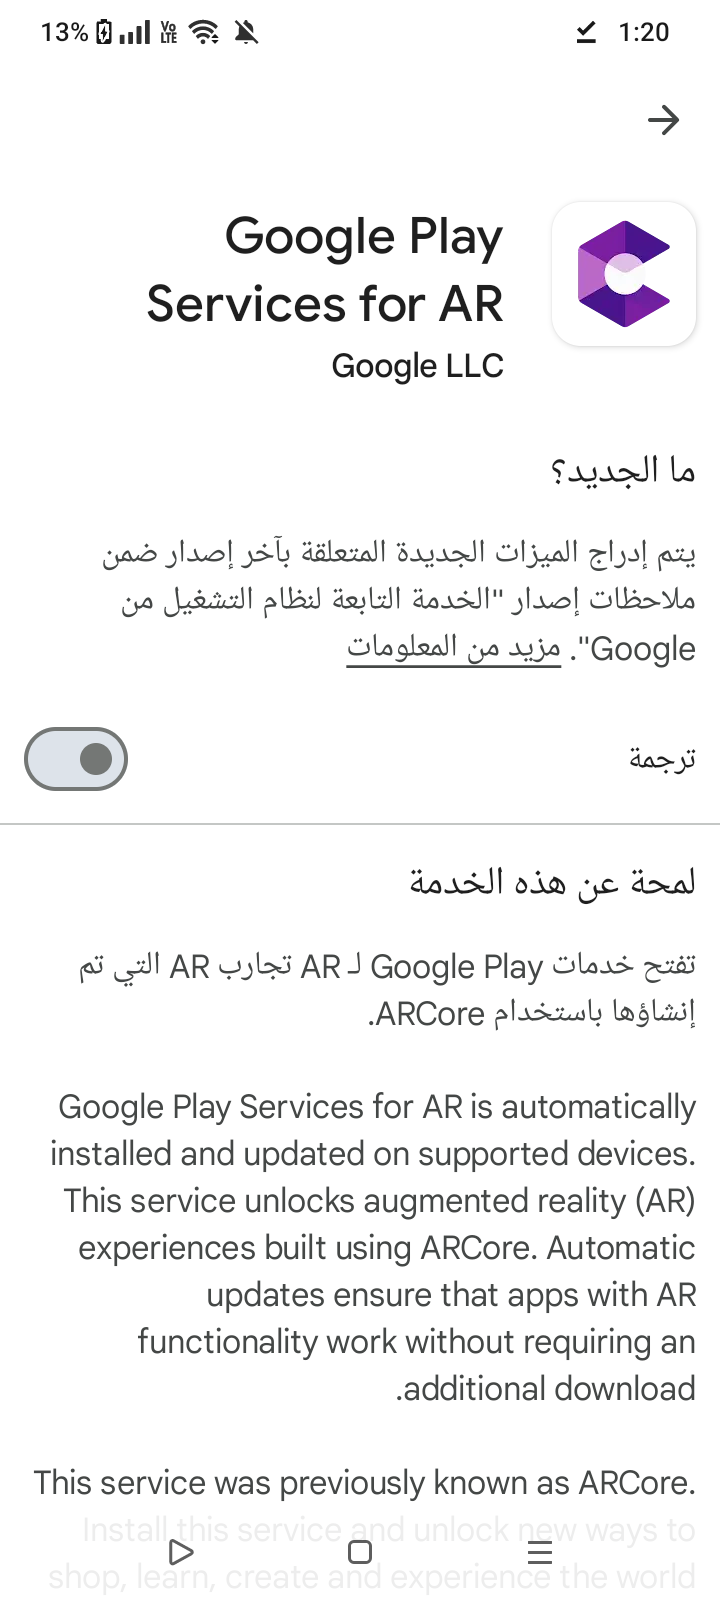 13% Vo LTE 1:20
Google Play
Services for AR
Google LLC
ما الجديد؟
يتم إدراج الميزات الجديدة المتعلقة بآخر إصدار ضمن
ملاحظات إصدار "الخدمة التابعة لنظام التشغيل من
Google". مزيد من المعلومات
ترجمة
لمحة عن هذه الخدمة
تفتح خدمات Google Play لـ AR تجارب AR التي تم
إنشاؤها باستخدام ARCore.
Google Play Services for AR is automatically
installed and updated on supported devices.
This service unlocks augmented reality (AR)
experiences built using ARCore. Automatic
updates ensure that apps with AR
functionality work without requiring an
.additional download
This service was previously known as ARCore.
Install this service and unlock new ways to
shop, learn, create and experience the world